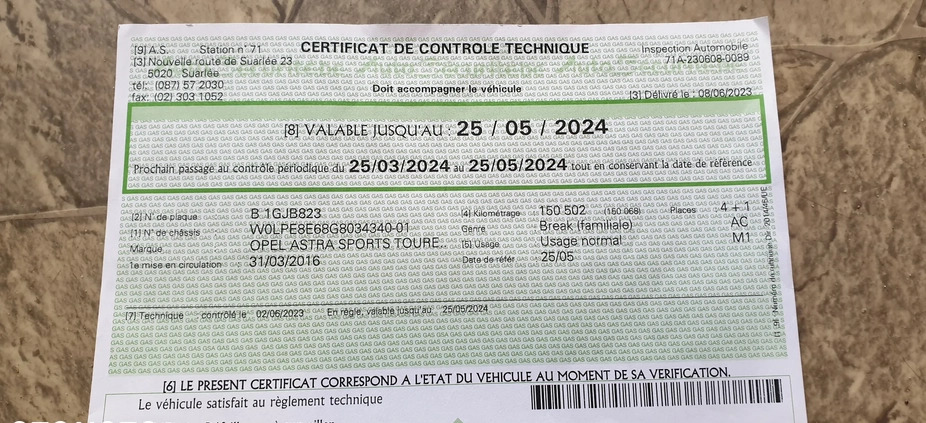 [9] A.S. Station n° 71
CERTIFICAT DE CONTROLE TECHNIQUE
Inspection Automobile
[3] Nouvelle route de Suarlée 23
71A-230608-0089
5020 Suarlée
tél: (087) 57 2030
Doit accompagner le véhicule
fax: (02) 303 1052
[3] Délivré le : 08/06/2023
[8] VALABLE JUSQU'AU : 25 / 05 / 2024
Prochain passage au contrôle périodique du 25/03/2024 au 25/05/2024 tout en conservant la date de référence
[2] N° de plaque B 1GJB823 [4] Kilométrage 150 502 (150 068) Places 4 + 1
[1] N° de châssis W0LPE8E68G8034340-01 Genre Break (familiale) AC
Marque OPEL ASTRA SPORTS TOURE.. [5] Usage Usage normal M1
1e mise en circulation 31/03/2016 Date de référ 25/05
[7] Technique contrôlé le 02/06/2023 En règle, valable jusqu'au 25/05/2024
[6] LE PRESENT CERTIFICAT CORRESPOND A L'ETAT DU VEHICULE AU MOMENT DE SA VERIFICATION.
Le véhicule satisfait au règlement technique